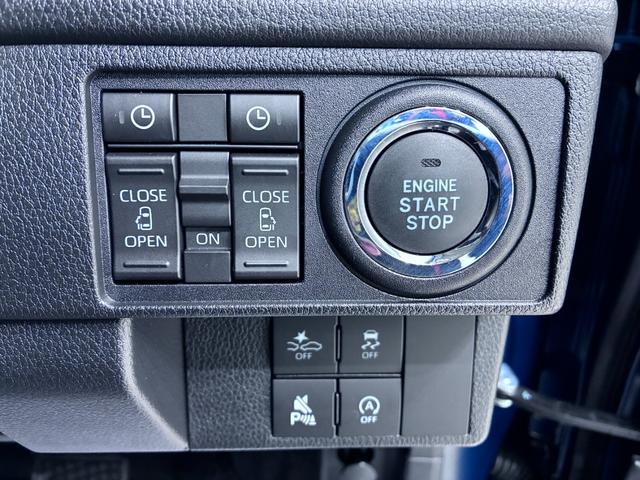 CLOSE
OPEN
ON
CLOSE
OPEN
ENGINE
START
STOP
OFF
OFF
P
A
OFF